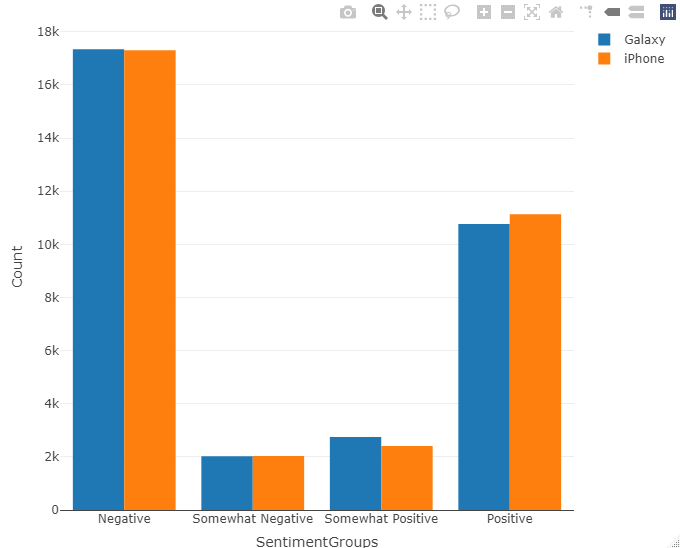 18k
16k
14k
12k
10k
8k
6k
4k
2k
0
Count
Negative
Somewhat Negative
Somewhat Positive
Positive
SentimentGroups
Galaxy
iPhone